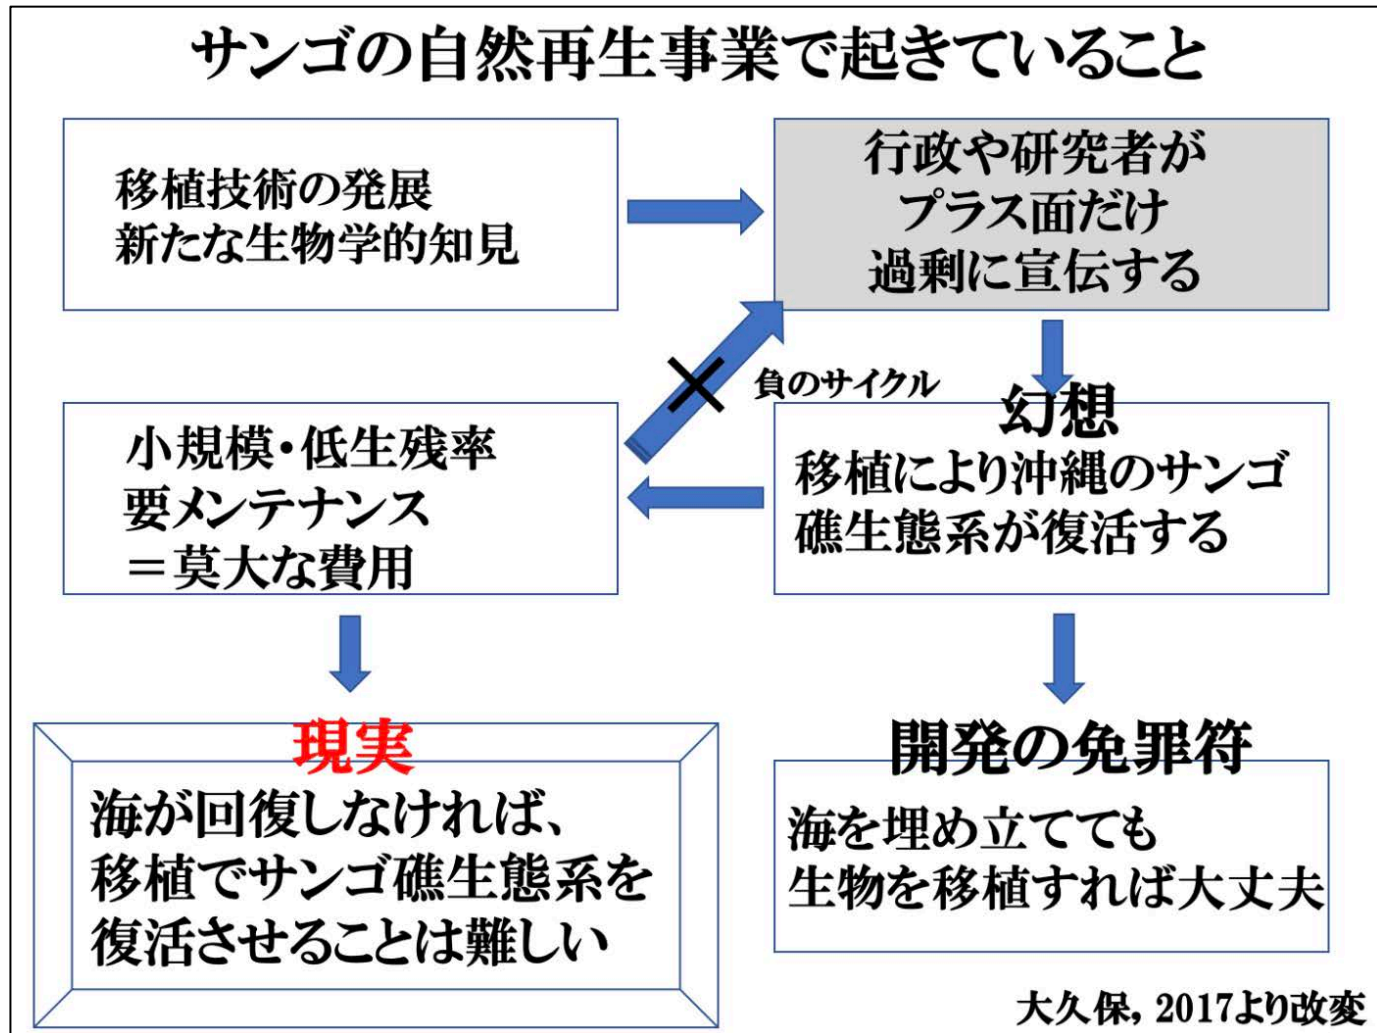 サンゴの自然再生事業で起きていること
移植技術の発展
新たな生物学的知見
行政や研究者が
プラス面だけ
過剰に宣伝する
負のサイクル
小規模・低生残率
要メンテナンス
＝莫大な費用
幻想
移植により沖縄のサンゴ
礁生態系が復活する
現実
海が回復しなければ、
移植でサンゴ礁生態系を
復活させることは難しい
開発の免罪符
海を埋め立てても
生物を移植すれば大丈夫
大久保, 2017より改変